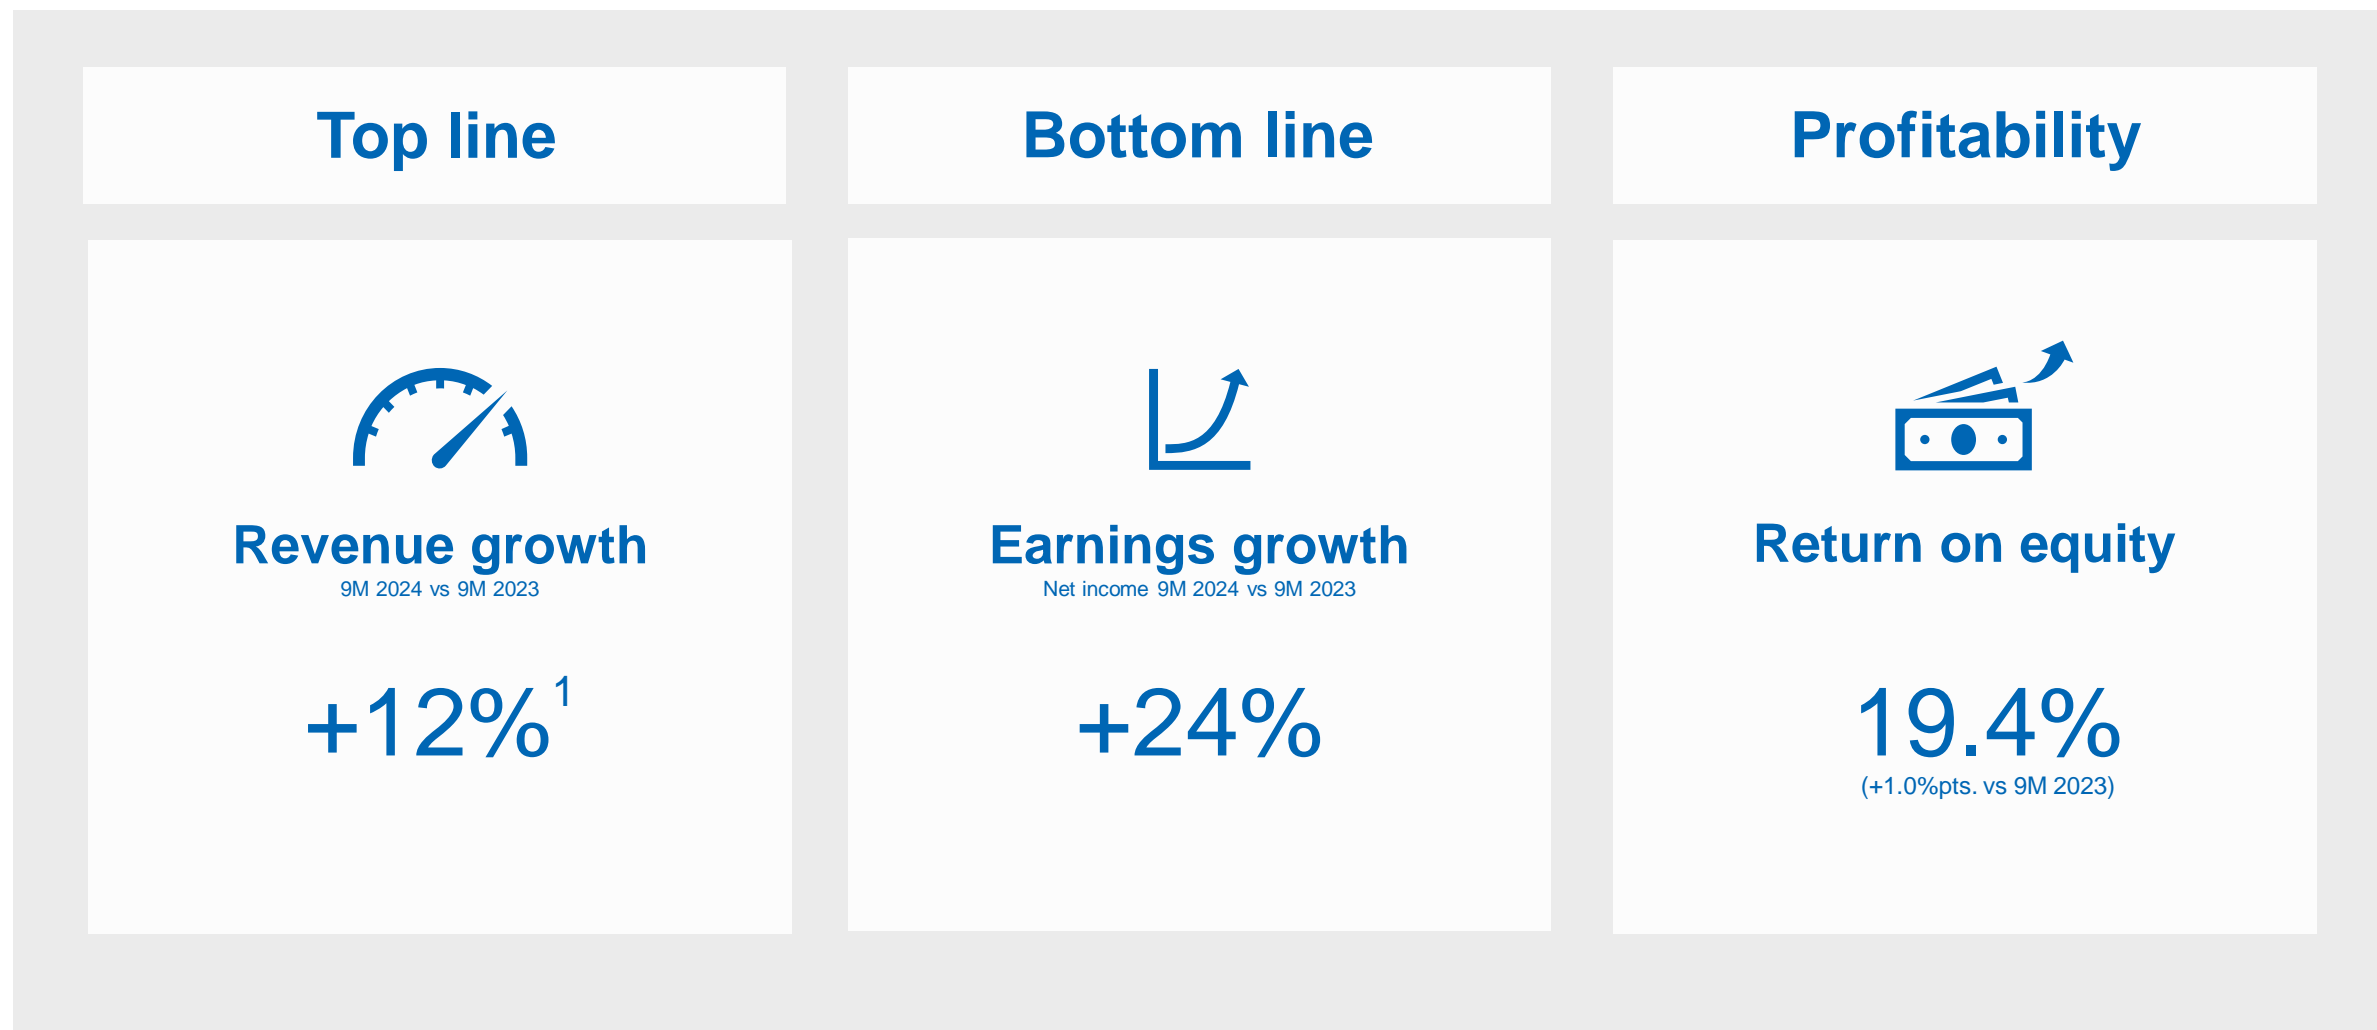 Top line
Bottom line
Profitability
Revenue growth
9M 2024 vs 9M 2023
+12%1
Earnings growth
Net income 9M 2024 vs 9M 2023
+24%
Return on equity
19.4%
(+1.0%pts. vs 9M 2023)